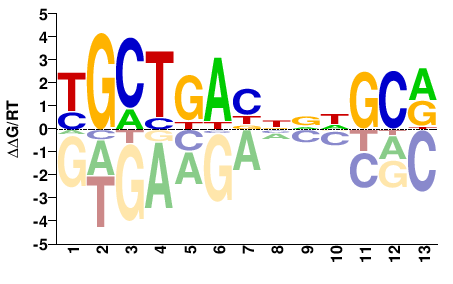 5
4
3
2
1
0
-1
-2
-3
-4
-5
ΔΔG/RT
T G C T G A C T G T G C A
C A C T T T A G
G A T G C G A A C C T A C
T G A A C G
1 2 3 4 5 6 7 8 9 10 11 12 13